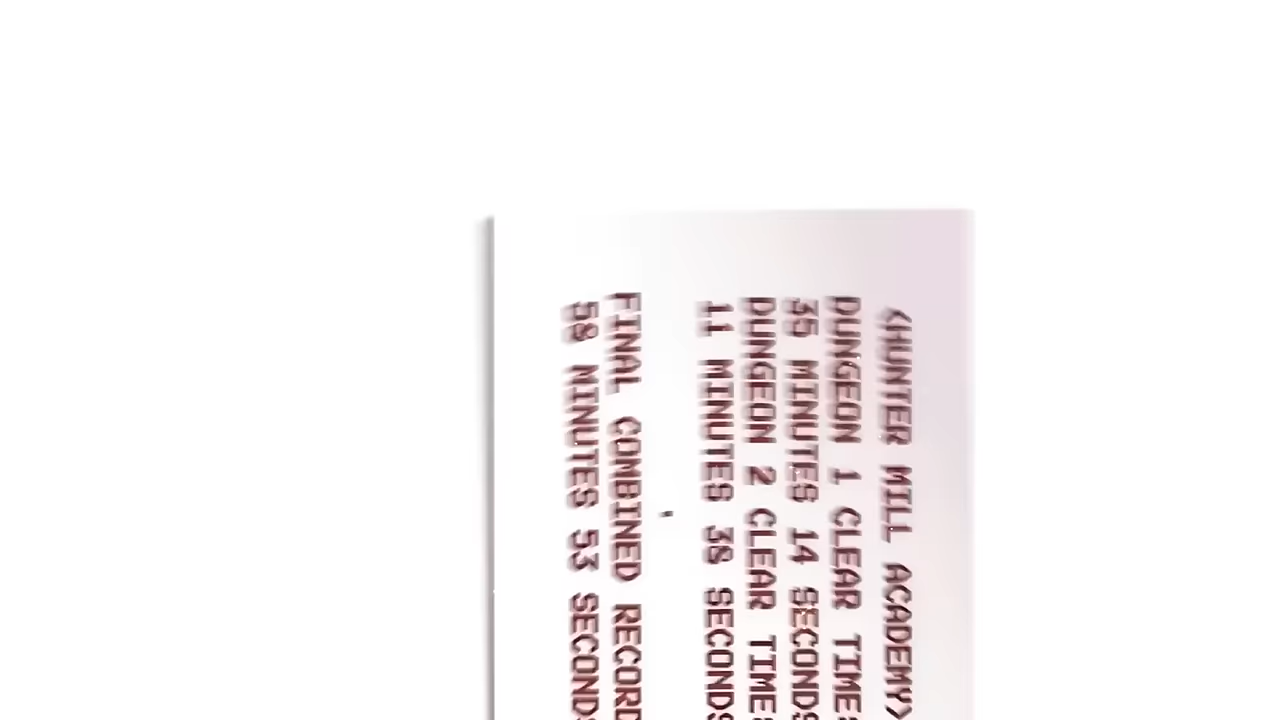 <HUNTER MILL ACADEMY>
DUNGEON 1 CLEAR TIME:
35 MINUTES 14 SECONDS
DUNGEON 2 CLEAR TIME:
11 MINUTES 38 SECONDS
FINAL COMBINED RECORD
58 MINUTES 53 SECONDS